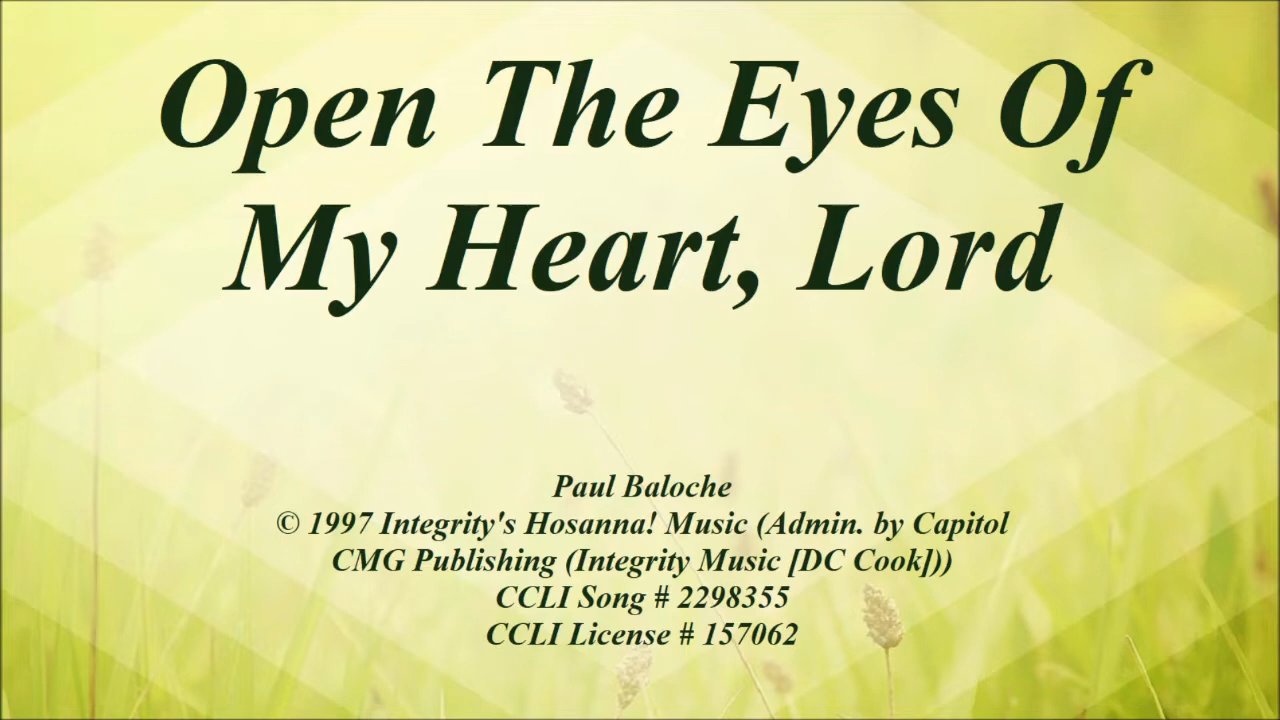 Open The Eyes Of
My Heart, Lord
Paul Baloche
© 1997 Integrity's Hosanna! Music (Admin. by Capitol
CMG Publishing (Integrity Music [DC Cook]))
CCLI Song # 2298355
CCLI License # 157062